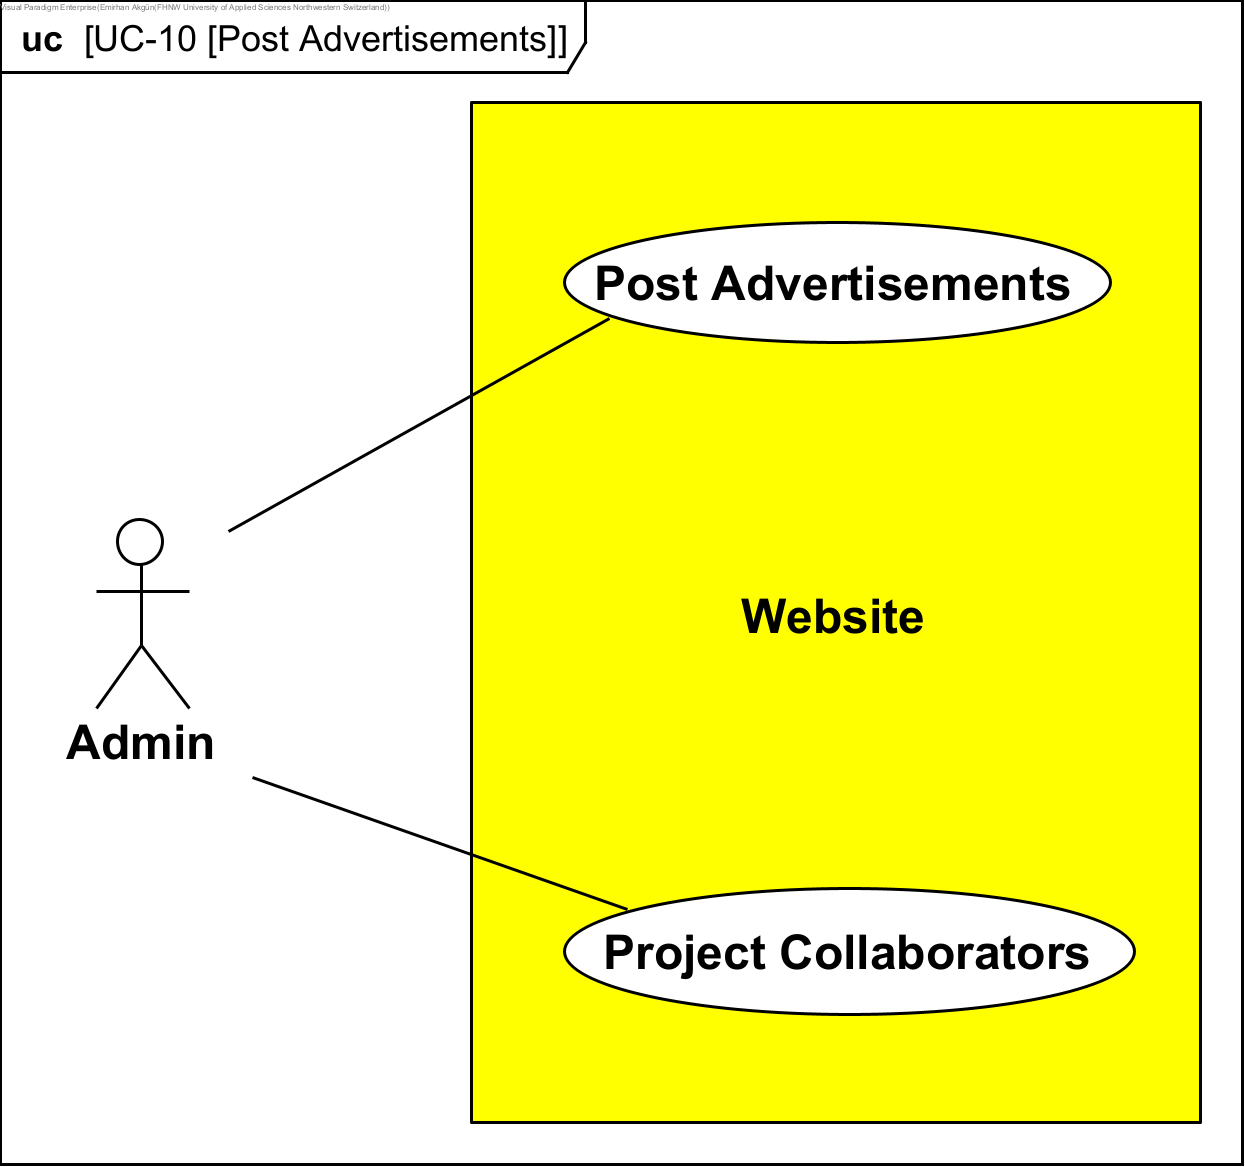 Visual Paradigm Enterprise(Emirhan Akgün(FHNW University of Applied Sciences Northwestern Switzerland))
uc [UC-10 [Post Advertisements]]
Post Advertisements
Website
Admin
Project Collaborators